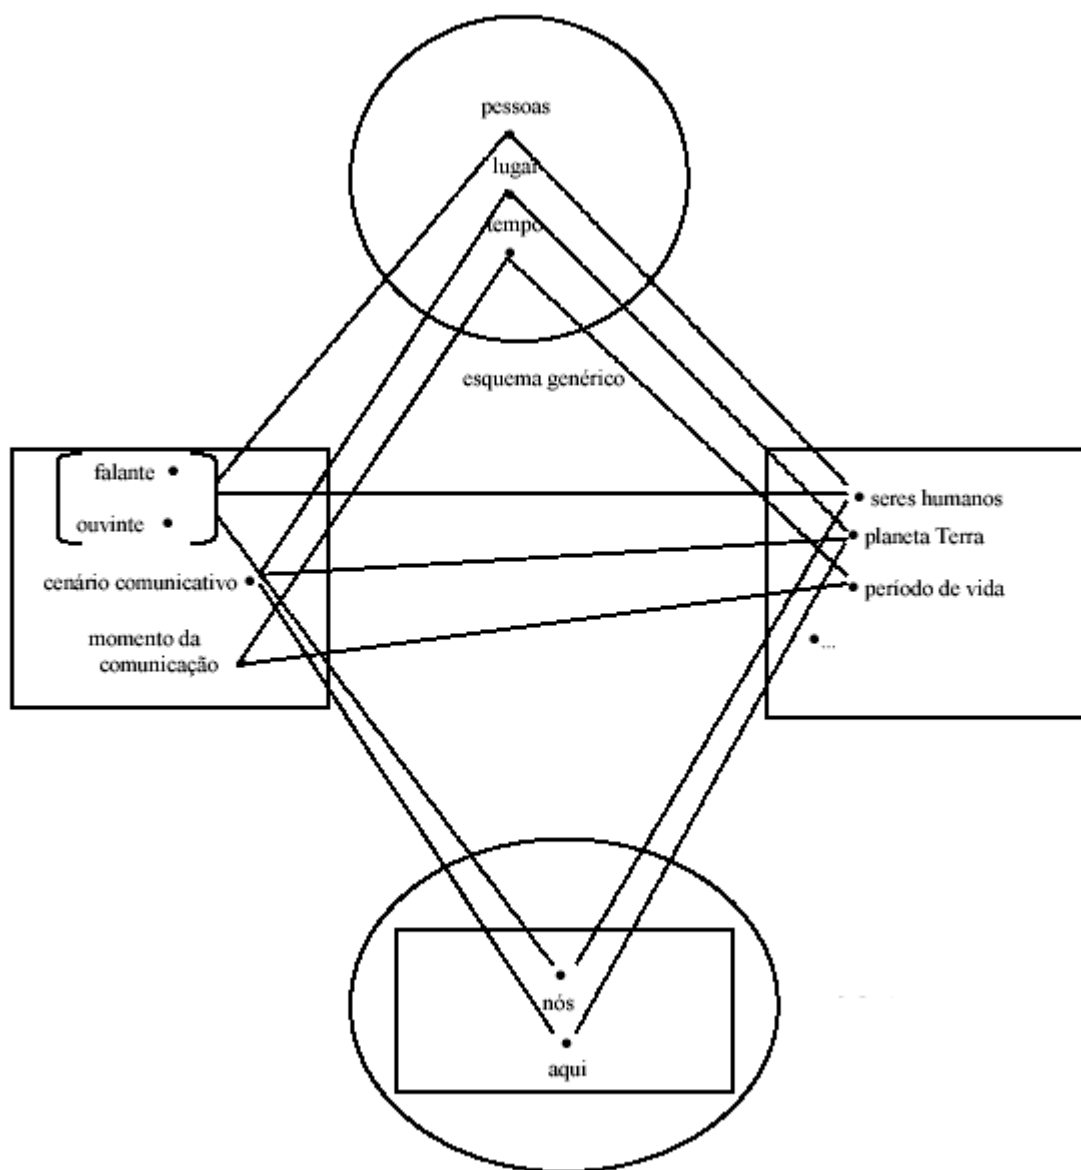 pessoas
lugar
tempo
esquema genérico
falante
ouvinte
cenário comunicativo
momento da
comunicação
seres humanos
planeta Terra
período de vida
...
nós
aqui